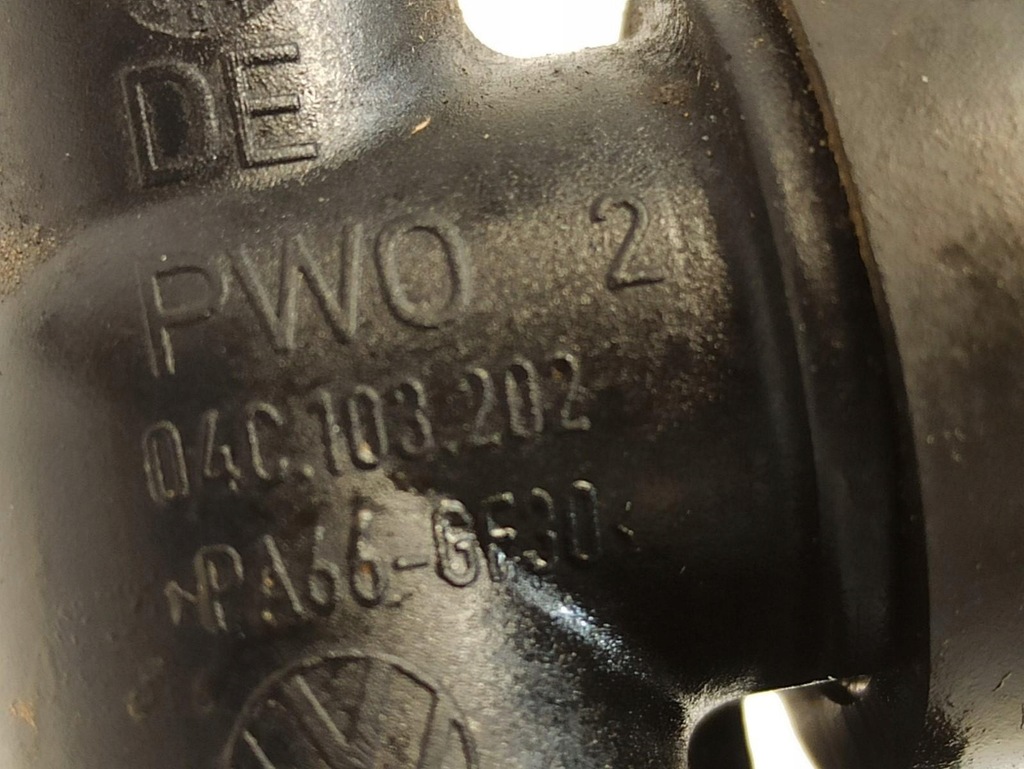 DE
PWO 2
04C.103.202
>PA66-GF30<